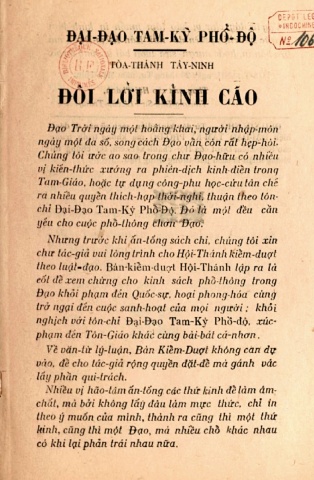 ĐẠI-ĐẠO TAM-KỲ PHỔ-ĐỘ
DÉPOT LÉG
INDOCHIN
Nº 106
TÒA-THÁNH TÂY-NINH
ĐÔI LỜI KÍNH CÁO
Đạo Trời ngày một hoằng khai, người nhập-môn
ngày một đa số, song cách Đạo vẫn còn rất hẹp-hòi.
Chúng tôi ước ao sao trong chư Đạo-hữu có nhiều
vị kiến-thức xướng ra phiên-dịch kinh-điển trong
Tam-Giáo, hoặc tự dụng công-phu học-cứu tân chế
ra nhiều quyển thích-hạp thời-nghi, thuận theo tôn-
chỉ Đại-Đạo Tam-Kỳ Phổ-Độ. Đó là một đều cần
yếu cho cuộc phổ-thông chơn Đạo.
Nhưng trước khi ấn-tống sách chi, chúng tôi xin
chư tác-giả vui lòng trình cho Hội-Thánh kiểm-duyệt
theo luật-đạo. Bàn-kiểm-duyệt Hội-Thánh lập ra là
cốt để xem chừng cho kinh sách phổ-thông trong
Đạo khỏi phạm đến Quốc-sự, hoại phong-hóa cùng
trở ngại đến cuộc sanh-hoạt của mọi người ; khỏi
nghịch với tôn-chỉ Đại-Đạo Tam-Kỳ Phổ-độ, xúc-
phạm đến Tôn-Giáo khác cùng bài-bát cá-nhơn.
Về văn-từ lý-luận, Bàn Kiểm-Duyệt không can dự
vào, để cho tác-giả rộng quyền đặt-để mà gánh vác
lấy phần qui-trách.
Nhiều vị hảo-tâm ấn-tống các thứ kinh để làm âm-
chất, mà bởi không lấy đâu làm mực thức, chỉ in
theo ý muốn của mình, thành ra cũng thì một thứ
kinh, cũng thì một Đạo, mà nhiều chỗ khác nhau
có khi lại phản trái nhau nữa.